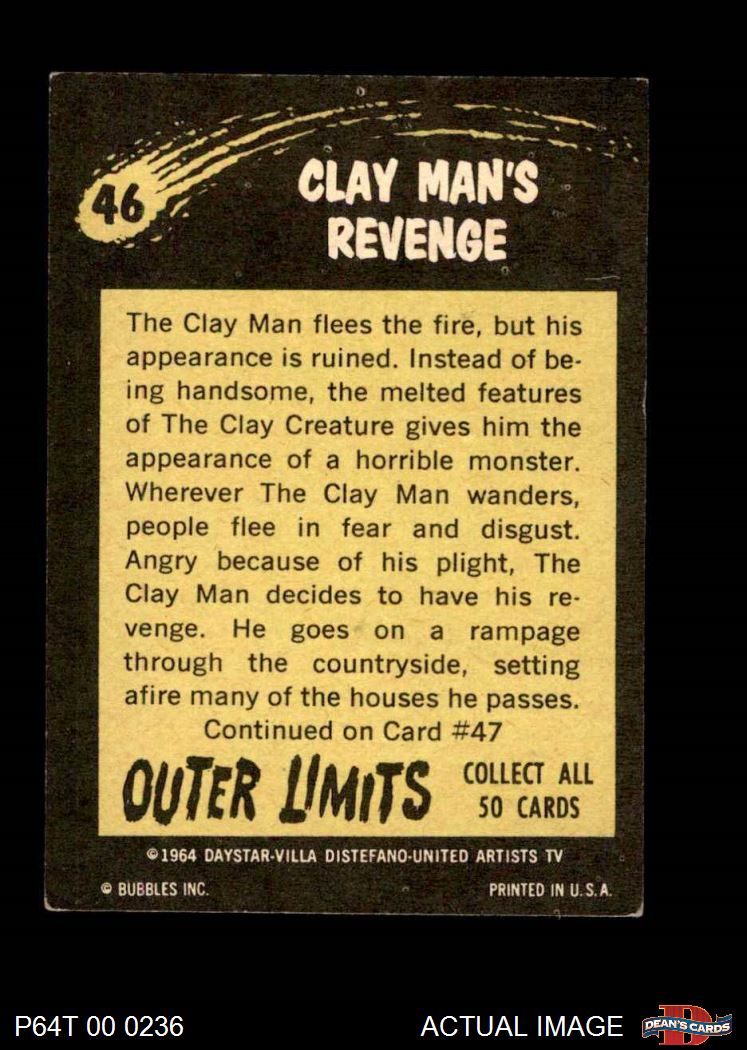 46
CLAY MAN'S
REVENGE
The Clay Man flees the fire, but his
appearance is ruined. Instead of be-
ing handsome, the melted features
of The Clay Creature gives him the
appearance of a horrible monster.
Wherever The Clay Man wanders,
people flee in fear and disgust.
Angry because of his plight, The
Clay Man decides to have his re-
venge. He goes on a rampage
through the countryside, setting
afire many of the houses he passes.
Continued on Card #47
OUTER LIMITS
COLLECT ALL
50 CARDS
©1964 DAYSTAR-VILLA DISTEFANO-UNITED ARTISTS TV
© BUBBLES INC.
PRINTED IN U.S.A.
P64T 00 0236
ACTUAL IMAGE
D
DEAN'S CARDS